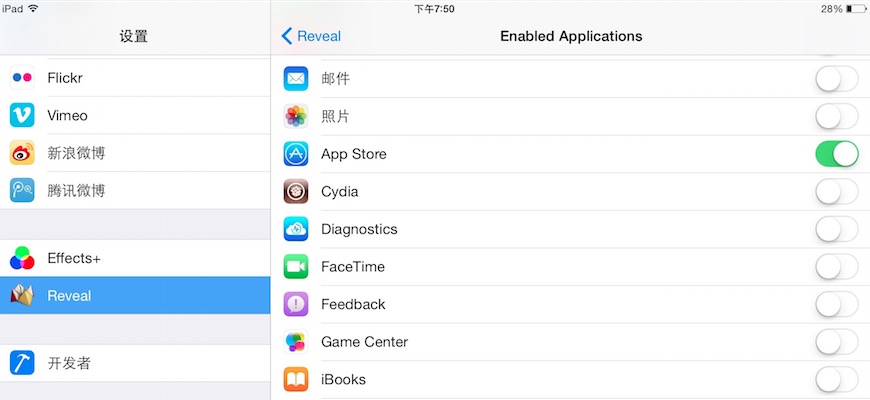 iPad
下午7:50
28%
设置
Flickr
Vimeo
新浪微博
腾讯微博
Effects+
Reveal
开发者
Reveal
Enabled Applications
邮件
照片
App Store
Cydia
Diagnostics
FaceTime
Feedback
Game Center
iBooks